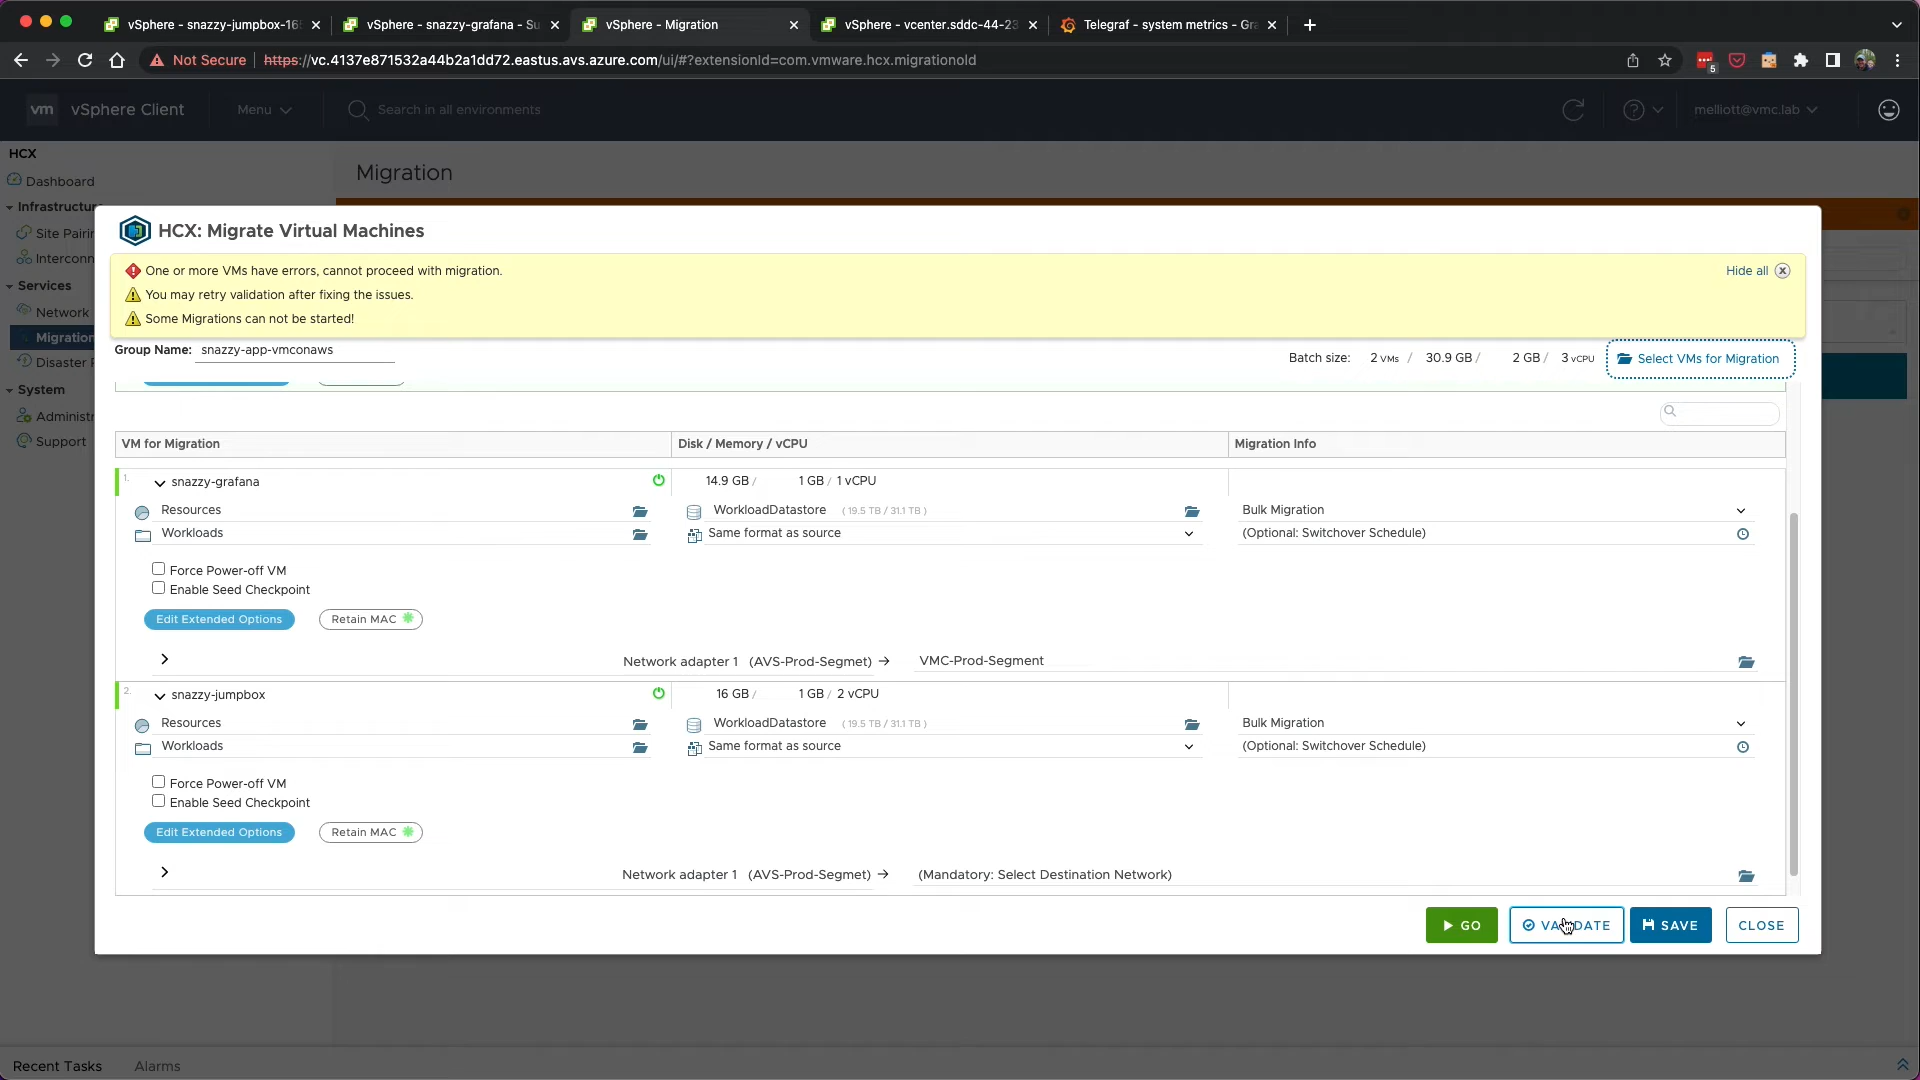 vSphere - snazzy-jumpbox-16
vSphere - snazzy-grafana - Su
vSphere - Migration
vSphere - vcenter.sddc-44-23
Telegraf - system metrics - Gra
Not Secure
https://vc.4137e871532a44b2a1dd72.eastus.avs.azure.com/ui/#?extensionId=com.vmware.hcx.migrationold
5
vm
vSphere Client
Menu
Search in all environments
melliott@vmc.lab
HCX
Dashboard
Infrastructure
Site Pairin
Interconn
Services
Network
Migration
Disaster R
System
Administr
Support
Migration
HCX: Migrate Virtual Machines
One or more VMs have errors, cannot proceed with migration.
Hide all
You may retry validation after fixing the issues.
Some Migrations can not be started!
Group Name: snazzy-app-vmconaws
Batch size: 2 VMs / 30.9 GB / 2 GB / 3 vCPU
Select VMs for Migration
VM for Migration
Disk / Memory / vCPU
Migration Info
1.
snazzy-grafana
14.9 GB / 1 GB / 1 vCPU
Resources
WorkloadDatastore ( 19.5 TB / 31.1 TB )
Bulk Migration
Workloads
Same format as source
(Optional: Switchover Schedule)
Force Power-off VM
Enable Seed Checkpoint
Edit Extended Options
Retain MAC
Network adapter 1 (AVS-Prod-Segmet) → VMC-Prod-Segment
2.
snazzy-jumpbox
16 GB / 1 GB / 2 vCPU
Resources
WorkloadDatastore ( 19.5 TB / 31.1 TB )
Bulk Migration
Workloads
Same format as source
(Optional: Switchover Schedule)
Force Power-off VM
Enable Seed Checkpoint
Edit Extended Options
Retain MAC
Network adapter 1 (AVS-Prod-Segmet) → (Mandatory: Select Destination Network)
GO
VALIDATE
SAVE
CLOSE
Recent Tasks
Alarms